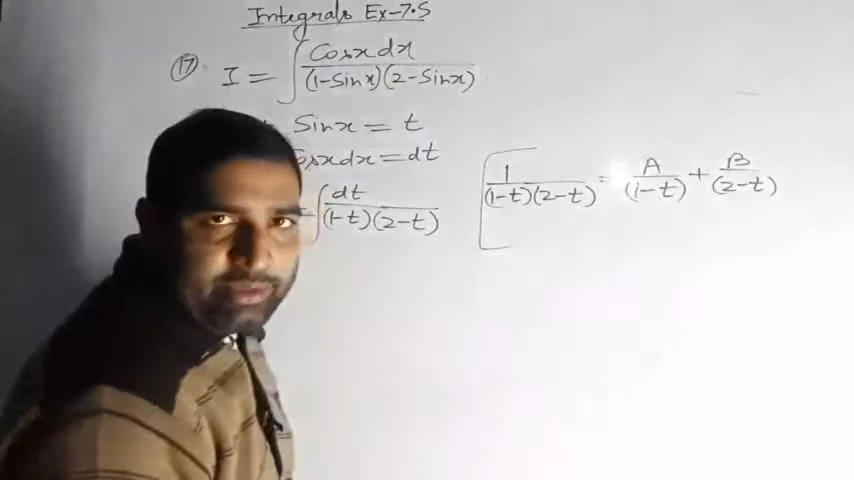 Integrals Ex-7.5
(17) I = ∫ Cosx dx / (1-Sinx)(2-Sinx)
Sinx = t
Cosxdx = dt
= ∫ dt / (1-t)(2-t)
[ 1 / (1-t)(2-t) = A / (1-t) + B / (2-t)